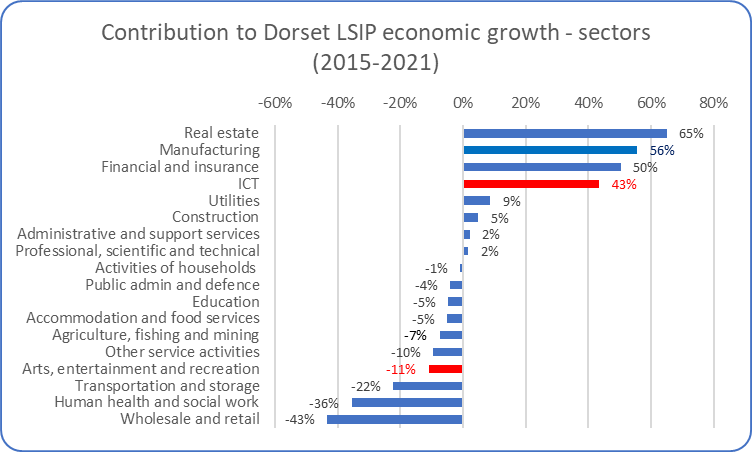 Contribution to Dorset LSIP economic growth - sectors
(2015-2021)
-60% -40% -20% 0% 20% 40% 60% 80%
Real estate 65%
Manufacturing 56%
Financial and insurance 50%
ICT 43%
Utilities 9%
Construction 5%
Administrative and support services 2%
Professional, scientific and technical 2%
Activities of households -1%
Public admin and defence -4%
Education -5%
Accommodation and food services -5%
Agriculture, fishing and mining -7%
Other service activities -10%
Arts, entertainment and recreation -11%
Transportation and storage -22%
Human health and social work -36%
Wholesale and retail -43%